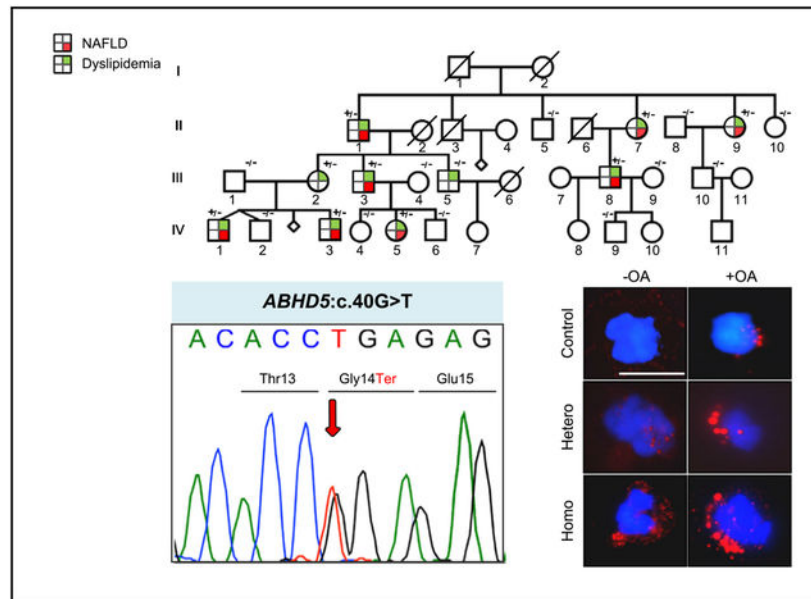 NAFLD
Dyslipidemia
I
1 2
+/- -/- +/- -/- +/- -/-
II
1 2 3 4 5 6 7 8 9 10
-/- +/- +/- -/- -/- +/- -/- -/-
III
1 2 3 4 5 6 7 8 9 10 11
+/- -/- +/- -/- +/- -/- -/-
IV
1 2 3 4 5 6 7 8 9 10 11
ABHD5:c.40G>T
A C A C C T G A G A G
Thr13 Gly14Ter Glu15
-OA +OA
Control
Hetero
Homo